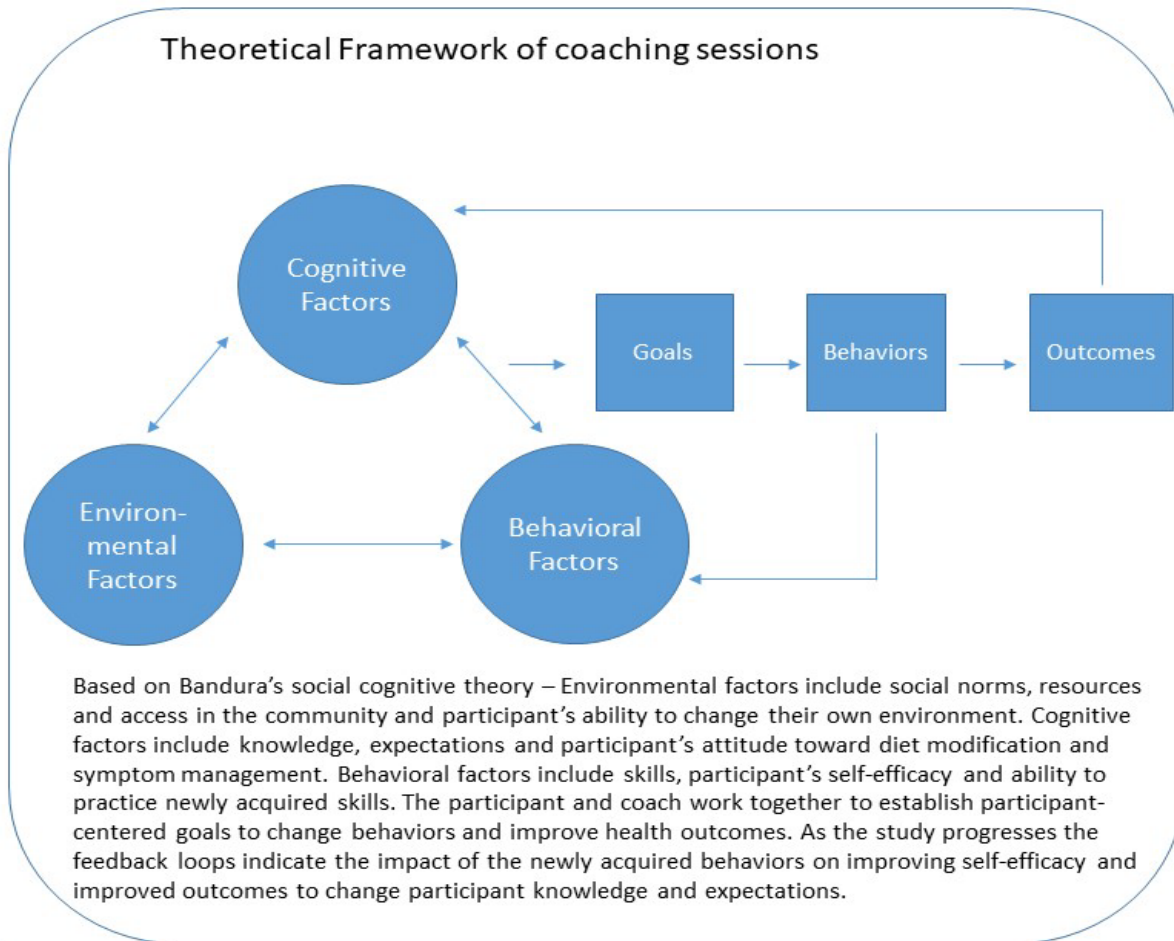 Theoretical Framework of coaching sessions
Cognitive
Factors
Goals
Behaviors
Outcomes
Environ-
mental
Factors
Behavioral
Factors
Based on Bandura’s social cognitive theory – Environmental factors include social norms, resources
and access in the community and participant’s ability to change their own environment. Cognitive
factors include knowledge, expectations and participant’s attitude toward diet modification and
symptom management. Behavioral factors include skills, participant’s self-efficacy and ability to
practice newly acquired skills. The participant and coach work together to establish participant-
centered goals to change behaviors and improve health outcomes. As the study progresses the
feedback loops indicate the impact of the newly acquired behaviors on improving self-efficacy and
improved outcomes to change participant knowledge and expectations.